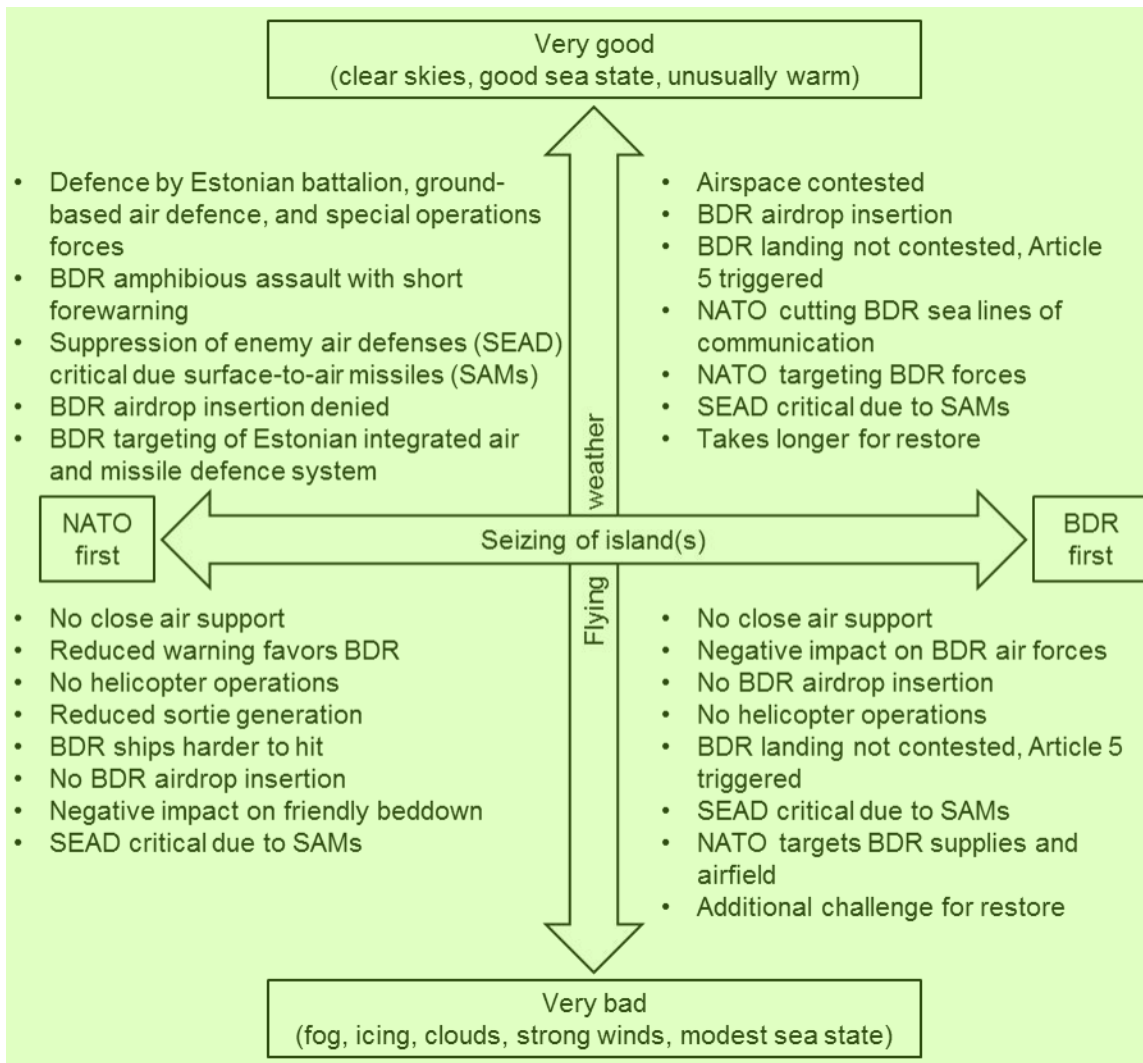 Very good
(clear skies, good sea state, unusually warm)
• Defence by Estonian battalion, ground-
based air defence, and special operations
forces
• BDR amphibious assault with short
forewarning
• Suppression of enemy air defenses (SEAD)
critical due surface-to-air missiles (SAMs)
• BDR airdrop insertion denied
• BDR targeting of Estonian integrated air
and missile defence system
• Airspace contested
• BDR airdrop insertion
• BDR landing not contested, Article
5 triggered
• NATO cutting BDR sea lines of
communication
• NATO targeting BDR forces
• SEAD critical due to SAMs
• Takes longer for restore
NATO
first
Seizing of island(s)
BDR
first
Flying weather
• No close air support
• Reduced warning favors BDR
• No helicopter operations
• Reduced sortie generation
• BDR ships harder to hit
• No BDR airdrop insertion
• Negative impact on friendly beddown
• SEAD critical due to SAMs
• No close air support
• Negative impact on BDR air forces
• No BDR airdrop insertion
• No helicopter operations
• BDR landing not contested, Article 5
triggered
• SEAD critical due to SAMs
• NATO targets BDR supplies and
airfield
• Additional challenge for restore
Very bad
(fog, icing, clouds, strong winds, modest sea state)